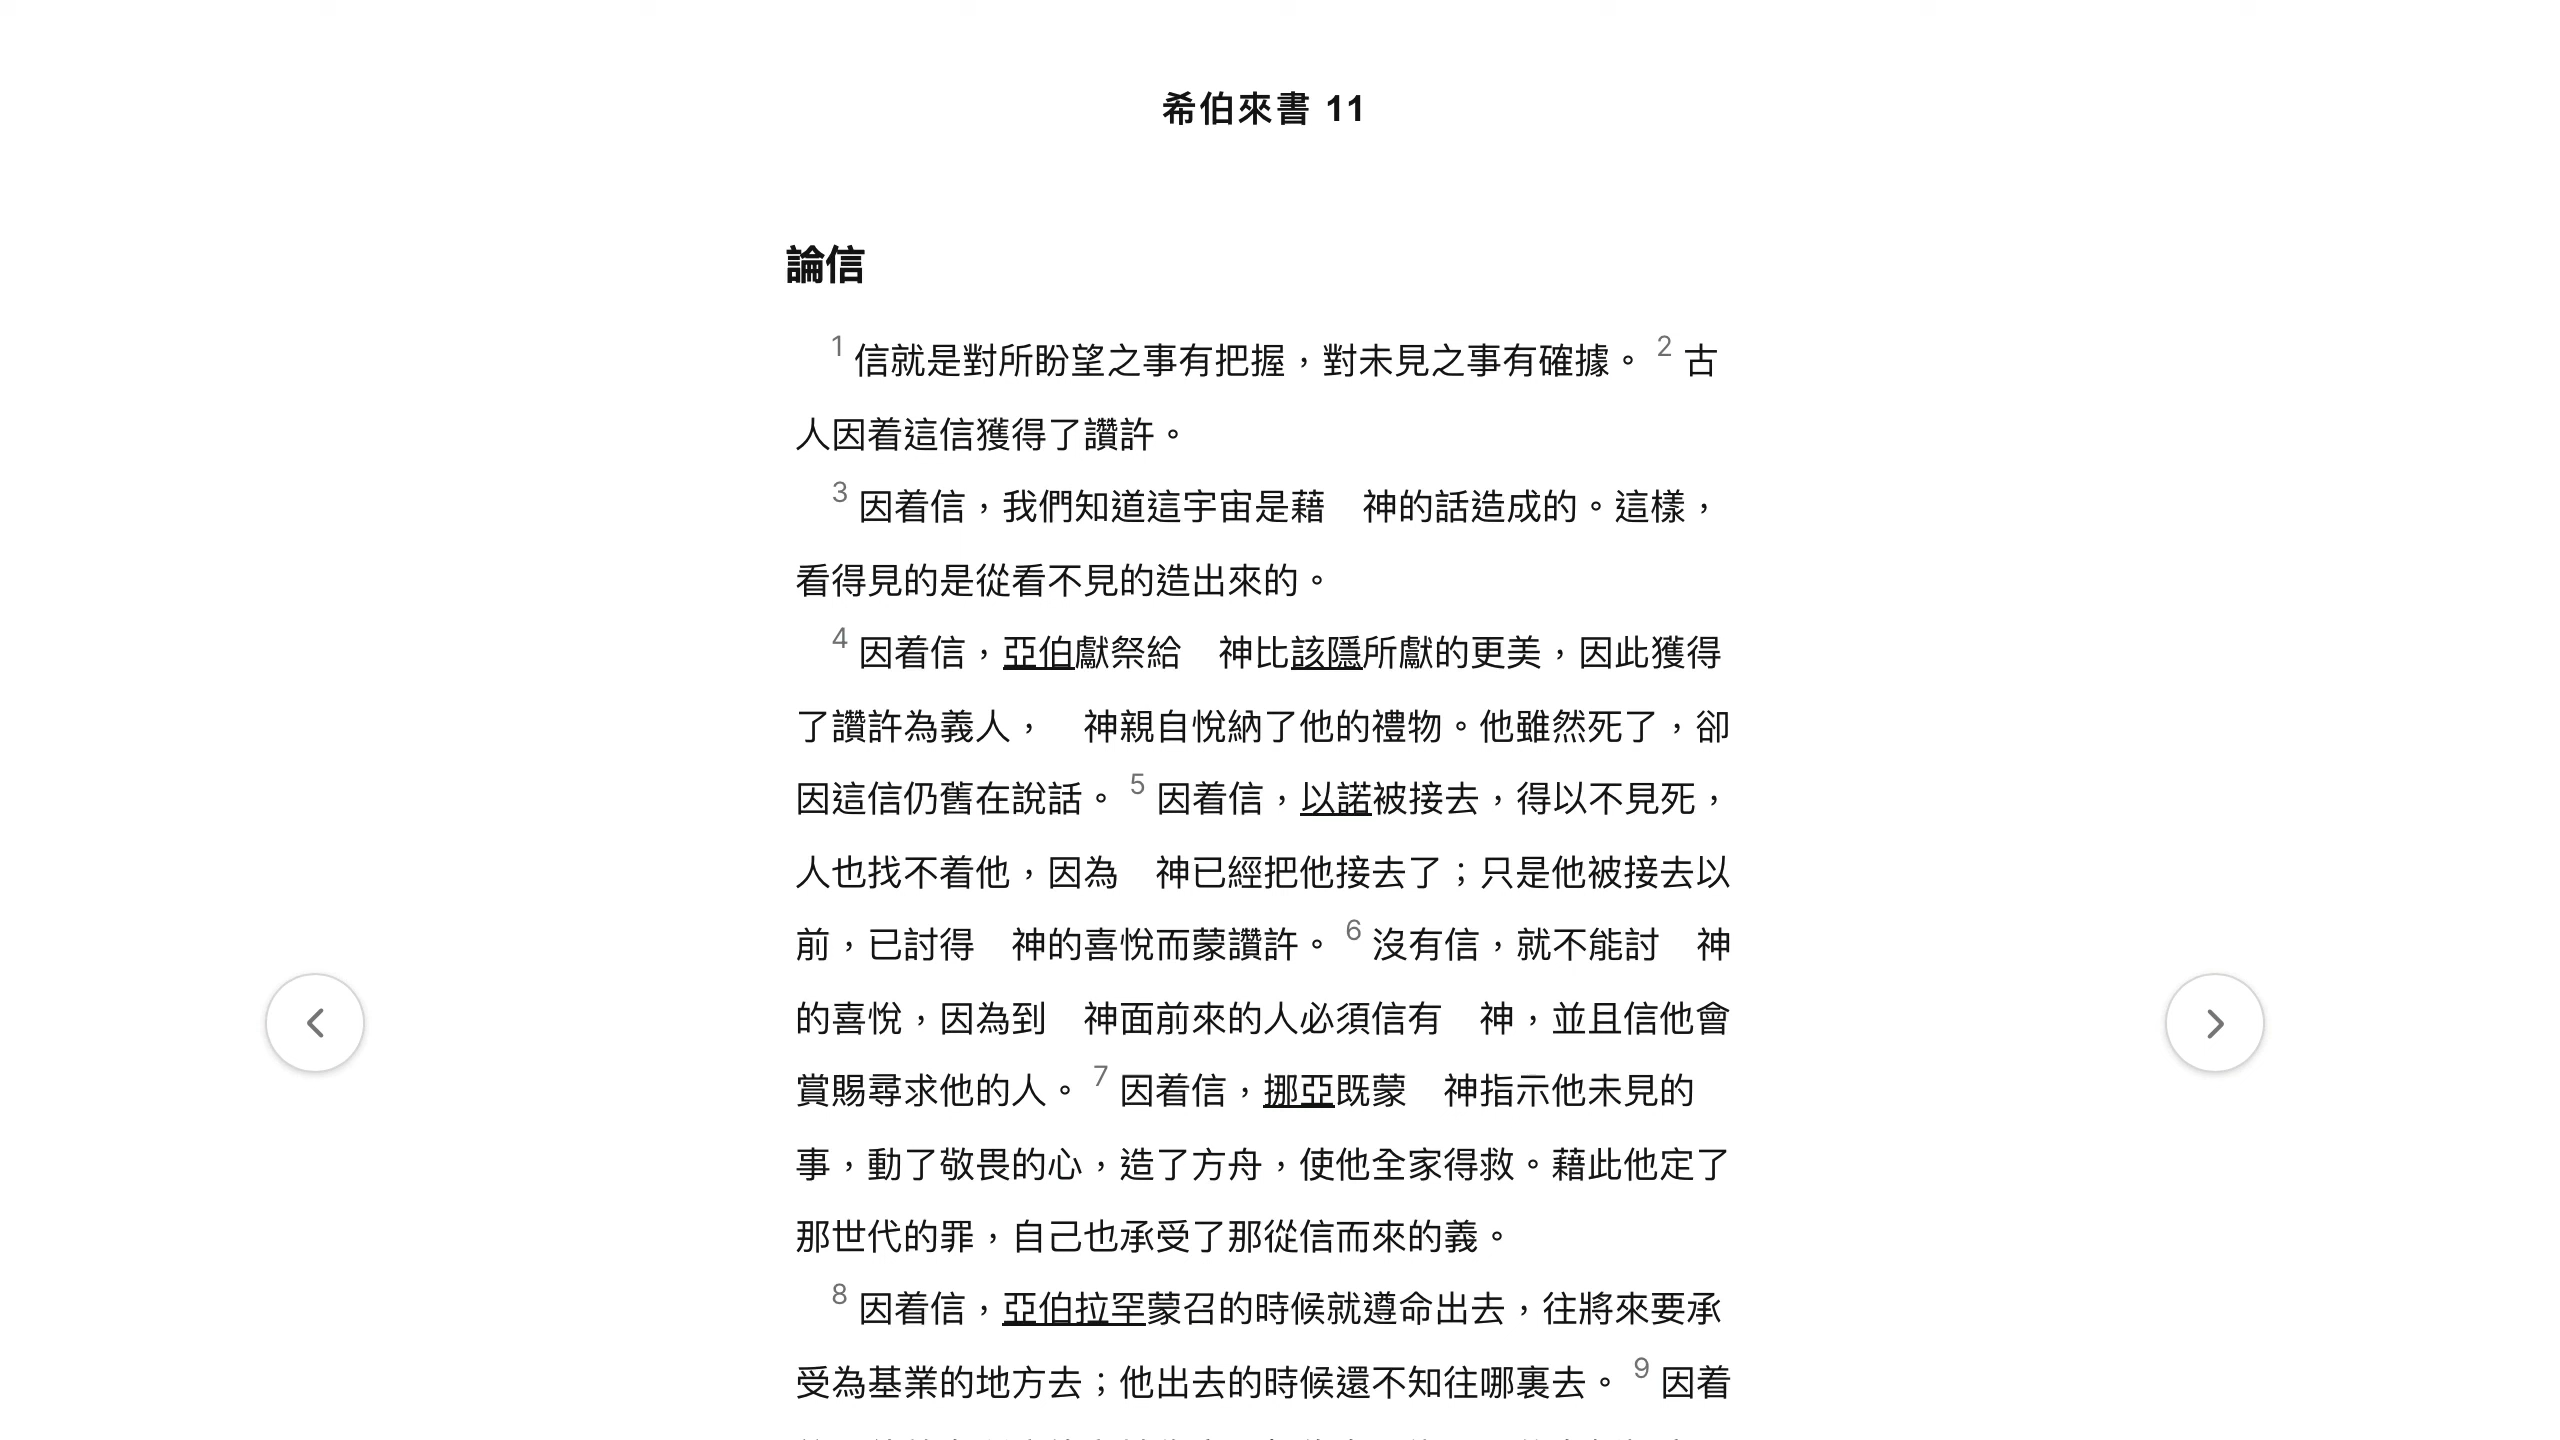 希伯來書 11
論信
1 信就是對所盼望之事有把握，對未見之事有確據。 2 古
人因着這信獲得了讚許。
3 因着信，我們知道這宇宙是藉　神的話造成的。這樣，
看得見的是從看不見的造出來的。
4 因着信，亞伯獻祭給　神比該隱所獻的更美，因此獲得
了讚許為義人，　神親自悅納了他的禮物。他雖然死了，卻
因這信仍舊在說話。 5 因着信，以諾被接去，得以不見死，
人也找不着他，因為　神已經把他接去了；只是他被接去以
前，已討得　神的喜悅而蒙讚許。 6 沒有信，就不能討　神
的喜悅，因為到　神面前來的人必須信有　神，並且信他會
賞賜尋求他的人。 7 因着信，挪亞既蒙　神指示他未見的
事，動了敬畏的心，造了方舟，使他全家得救。藉此他定了
那世代的罪，自己也承受了那從信而來的義。
8 因着信，亞伯拉罕蒙召的時候就遵命出去，往將來要承
受為基業的地方去；他出去的時候還不知往哪裏去。 9 因着